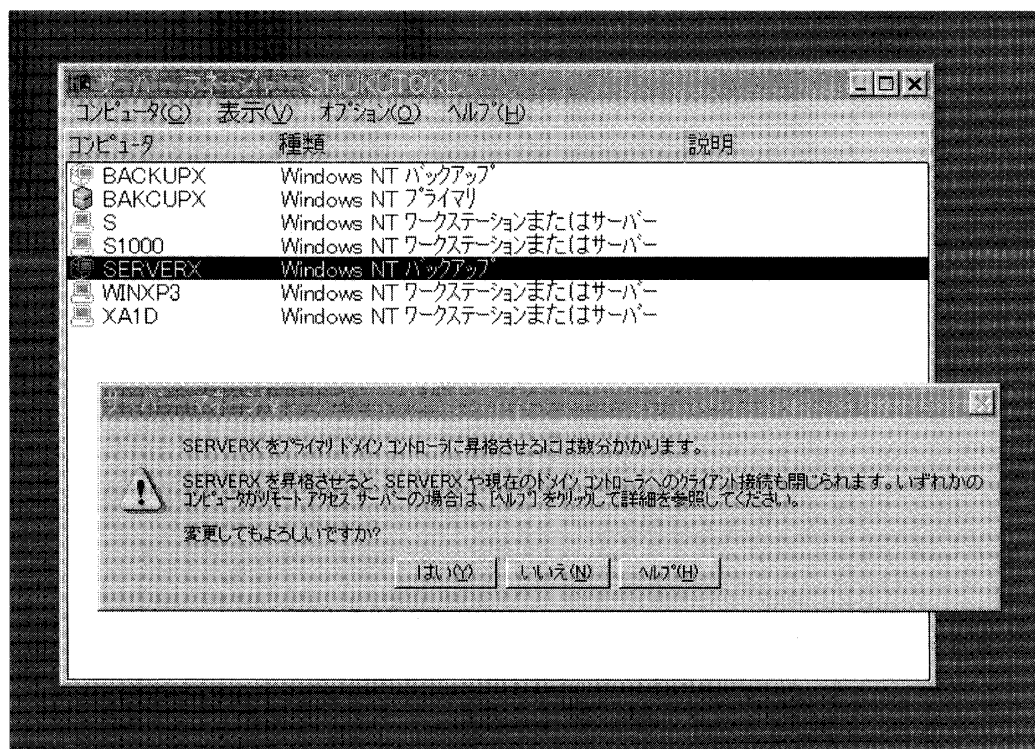 サーバー マネージャ - SHUKUTOKU
コンピュータ(C) 表示(V) オプション(O) ヘルプ(H)
コンピュータ 種類 説明
BACKUPX Windows NT バックアップ
BAKCUPX Windows NT プライマリ
S Windows NT ワークステーションまたはサーバー
S1000 Windows NT ワークステーションまたはサーバー
SERVERX Windows NT バックアップ
WINXP3 Windows NT ワークステーションまたはサーバー
XA1D Windows NT ワークステーションまたはサーバー
SERVERX をプライマリ ドメイン コントローラに昇格させるには数分かかります。
SERVERX を昇格させると、SERVERX や現在のドメイン コントローラへのクライアント接続も閉じられます。いずれかの
コンピュータがリモート アクセス サーバーの場合は、[ヘルプ] をクリックして詳細を参照してください。
変更してもよろしいですか?
はい(Y) いいえ(N) ヘルプ(H)